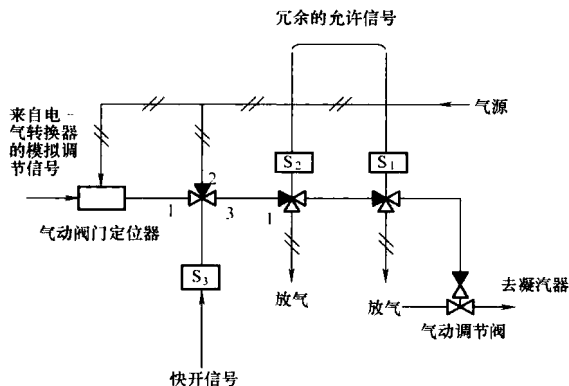 冗余的允许信号
来自电-
气转换器
的模拟调
节信号
气源
S₂
S₁
2
1
3
1
气动阀门定位器
S₃
放气
放气
去凝汽器
气动调节阀
快开信号